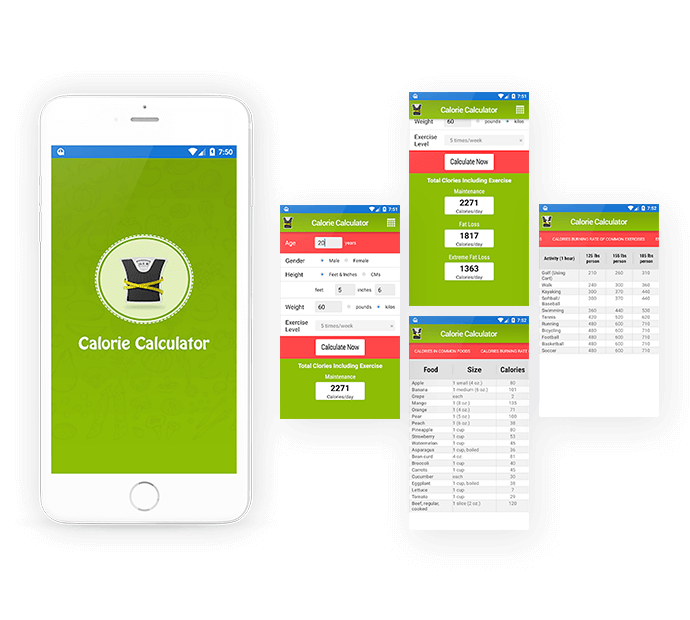 7:50
Calorie Calculator
7:51
Calorie Calculator
Age 20 years
Gender Male Female
Height Feet & Inches CMs
feet 5 inches 6
Weight 60 pounds kilos
Exercise
Level 5 times/week
Calculate Now
Total Clories Including Exercise
Maintenance
2271
Calories/day
7:51
Calorie Calculator
Weight 60 pounds kilos
Exercise
Level 5 times/week
Calculate Now
Total Clories Including Exercise
Maintenance
2271
Calories/day
Fat Loss
1817
Calories/day
Extreme Fat Loss
1363
Calories/day
7:52
Calorie Calculator
CALORIES IN COMMON FOODS CALORIES BURNING RATE
Food Size Calories
Apple 1 small (4 oz.) 80
Banana 1 medium (6 oz.) 101
Grape each 2
Mango 1 (8 oz.) 135
Orange 1 (4 oz.) 71
Pear 1 (5 oz.) 100
Peach 1 (6 oz.) 38
Pineapple 1 cup 80
Strawberry 1 cup 53
Watermelon 1 cup 49
Asparagus 1 cup, boiled 36
Bean curd 4 oz 81
Broccoli 1 cup 40
Carrots 1 cup 45
Cucumber each 30
Eggplant 1 cup, boiled 38
Lettuce 1 cup 7
Tomato 1 cup 29
Beef, regular,
cooked 1 slice (2 oz.) 120
7:52
Calorie Calculator
CALORIES BURNING RATE OF COMMON EXERCISES
Activity (1 hour) 125 lbs person 155 lbs person 185 lbs person
Golf (Using
Cart) 210 260 310
Walk 240 300 360
Kayaking 300 370 440
Softball/
Baseball 300 370 440
Swimming 360 440 530
Tennis 420 520 620
Running 480 600 710
Bicycling 480 600 710
Football 480 600 710
Basketball 480 600 710
Soccer 480 600 710